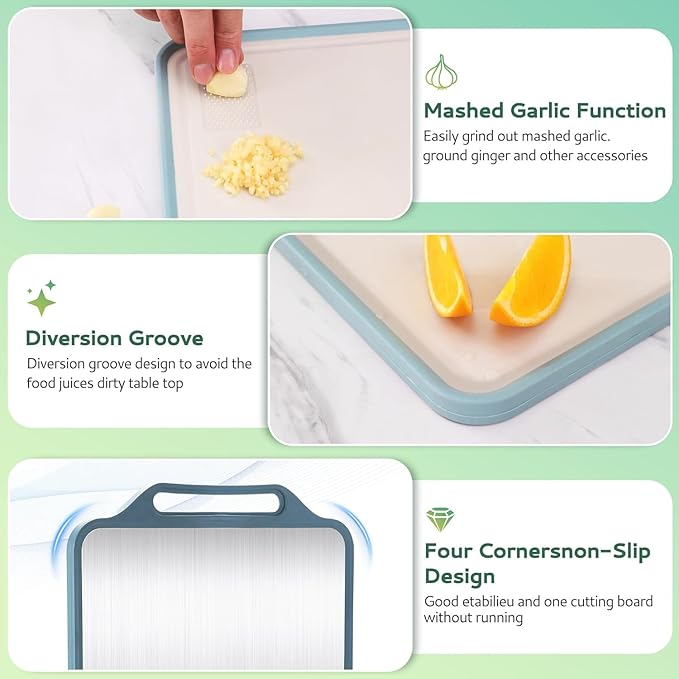 Mashed Garlic Function
Easily grind out mashed garlic.
ground ginger and other accessories
Diversion Groove
Diversion groove design to avoid the
food juices dirty table top
Four Cornersnon-Slip
Design
Good etabilieu and one cutting board
without running